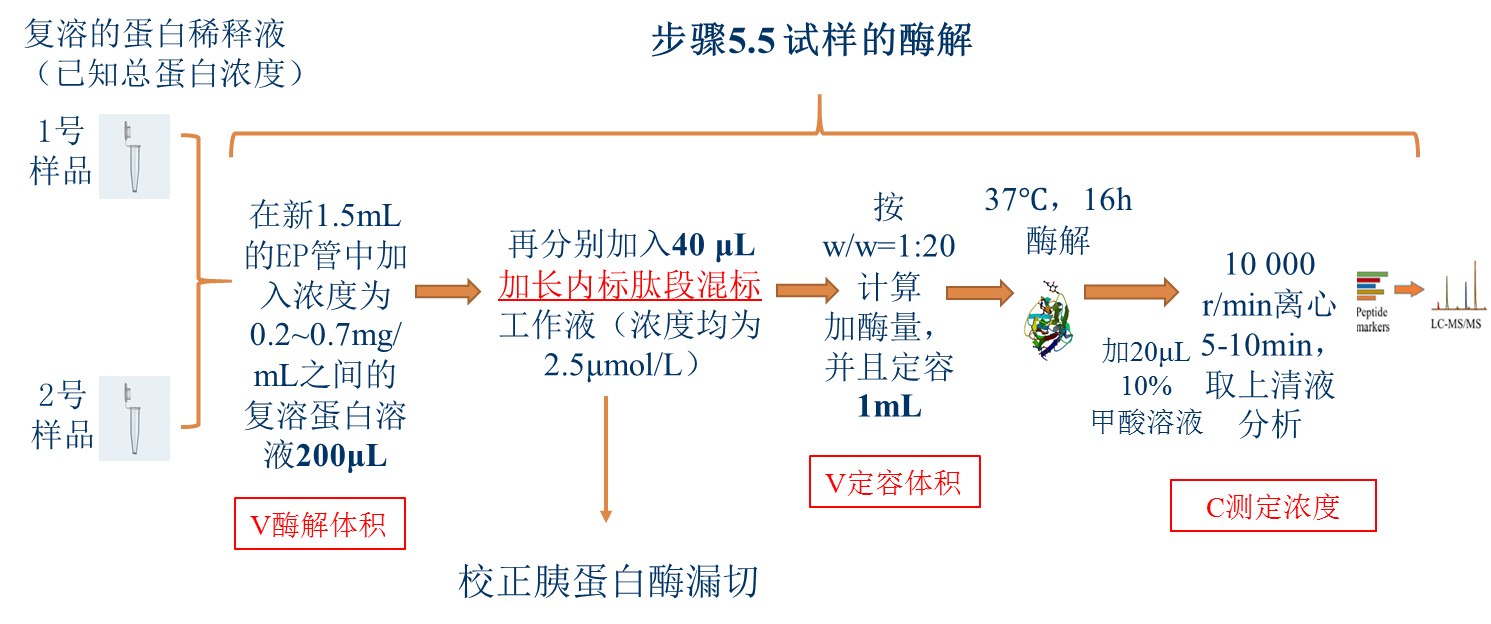 复溶的蛋白稀释液
（已知总蛋白浓度）
步骤5.5 试样的酶解
1号
样品
2号
样品
在新1.5mL
的EP管中加
入浓度为
0.2~0.7mg/
mL之间的
复溶蛋白溶
液200μL
V酶解体积
再分别加入40 μL
加长内标肽段混标
工作液（浓度均为
2.5μmol/L）
校正胰蛋白酶漏切
按
w/w=1:20
计算
加酶量，
并且定容
1mL
V定容体积
37℃，16h
酶解
加20μL
10%
甲酸溶液
10 000
r/min离心
5-10min，
取上清液
分析
C测定浓度
Peptide
markers
LC-MS/MS